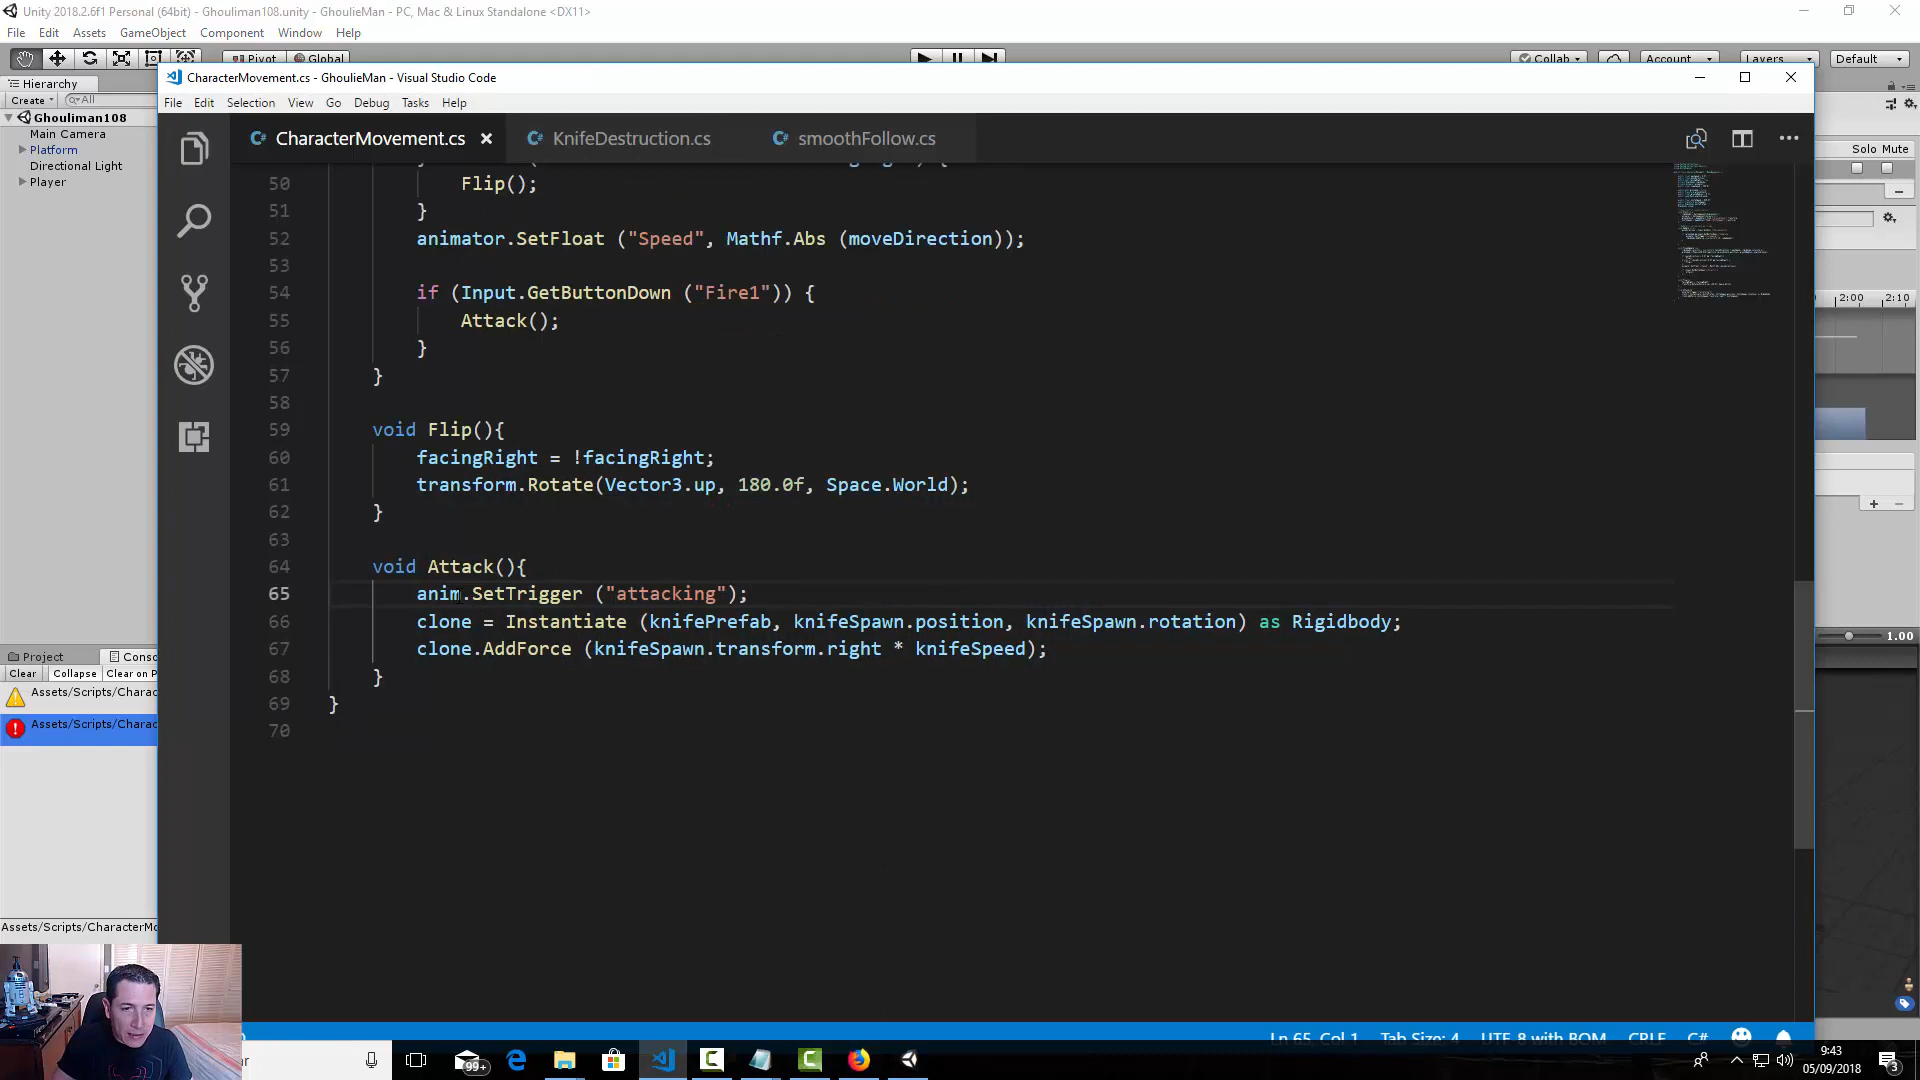 Unity 2018.2.6f1 Personal (64bit) - Ghouliman108.unity - GhoulieMan - PC, Mac & Linux Standalone <DX11>
File Edit Assets GameObject Component Window Help
Pivot Global Collab Account Layers Default
Hierarchy
Create All
Ghouliman108
Main Camera
Platform
Directional Light
Player
CharacterMovement.cs - GhoulieMan - Visual Studio Code
File Edit Selection View Go Debug Tasks Help
CharacterMovement.cs KnifeDestruction.cs smoothFollow.cs
50 Flip();
51 }
52 animator.SetFloat ("Speed", Mathf.Abs (moveDirection));
53
54 if (Input.GetButtonDown ("Fire1")) {
55 Attack();
56 }
57 }
58
59 void Flip(){
60 facingRight = !facingRight;
61 transform.Rotate(Vector3.up, 180.0f, Space.World);
62 }
63
64 void Attack(){
65 anim.SetTrigger ("attacking");
66 clone = Instantiate (knifePrefab, knifeSpawn.position, knifeSpawn.rotation) as Rigidbody;
67 clone.AddForce (knifeSpawn.transform.right * knifeSpeed);
68 }
69 }
70
Solo Mute
2:00 2:10
1.00
Project Conso
Clear Collapse Clear on P
Assets/Scripts/Charac
Assets/Scripts/Charac
Assets/Scripts/CharacterMo
Ln 65, Col 1 Tab Size: 4 UTF-8 with BOM CRLF C#
99+
9:43
05/09/2018
3